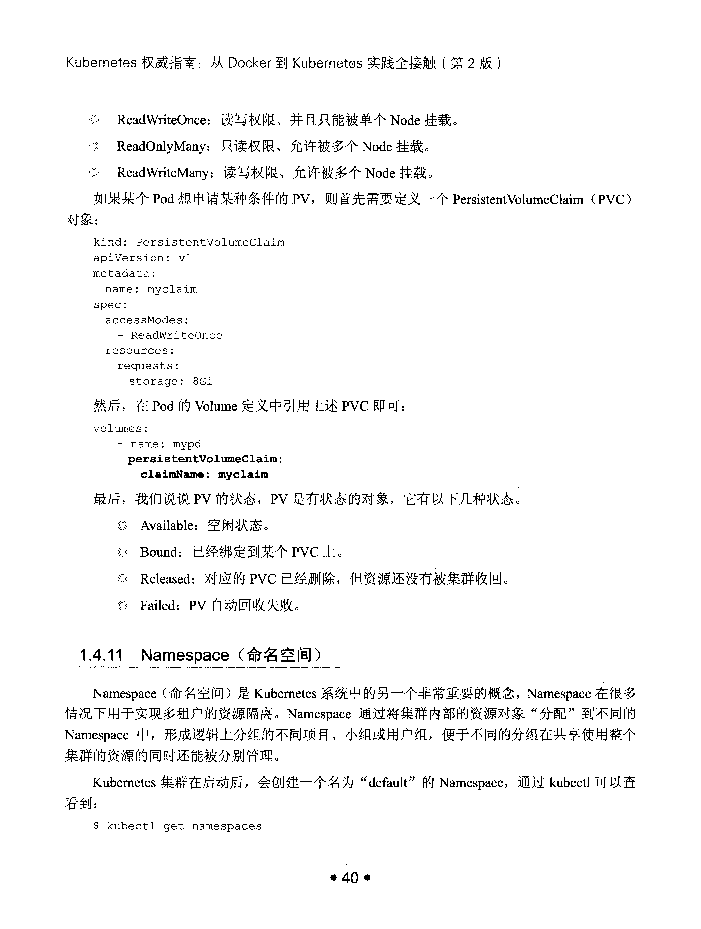 Kubernetes 权威指南：从 Docker 到 Kubernetes 实践全接触（第 2 版）
ReadWriteOnce：读写权限、并且只能被单个 Node 挂载。
ReadOnlyMany：只读权限、允许被多个 Node 挂载。
ReadWriteMany：读写权限、允许被多个 Node 挂载。
如果某个 Pod 想申请某种条件的 PV，则首先需要定义一个 PersistentVolumeClaim（PVC）
对象：
kind: PersistentVolumeClaim
apiVersion: v1
metadata:
name: myclaim
spec:
accessModes:
- ReadWriteOnce
resources:
requests:
storage: 8Gi
然后，在 Pod 的 Volume 定义中引用上述 PVC 即可：
volumes:
- name: mypd
persistentVolumeClaim:
claimName: myclaim
最后，我们说说 PV 的状态，PV 是有状态的对象，它有以下几种状态。
Available：空闲状态。
Bound：已经绑定到某个 PVC 上。
Released：对应的 PVC 已经删除，但资源还没有被集群收回。
Failed：PV 自动回收失败。
1.4.11 Namespace（命名空间）
Namespace（命名空间）是 Kubernetes 系统中的另一个非常重要的概念，Namespace 在很多
情况下用于实现多租户的资源隔离。Namespace 通过将集群内部的资源对象“分配”到不同的
Namespace 中，形成逻辑上分组的不同项目、小组或用户组，便于不同的分组在共享使用整个
集群的资源的同时还能被分别管理。
Kubernetes 集群在启动后，会创建一个名为“default”的 Namespace，通过 kubectl 可以查
看到：
$ kubectl get namespaces
• 40 •